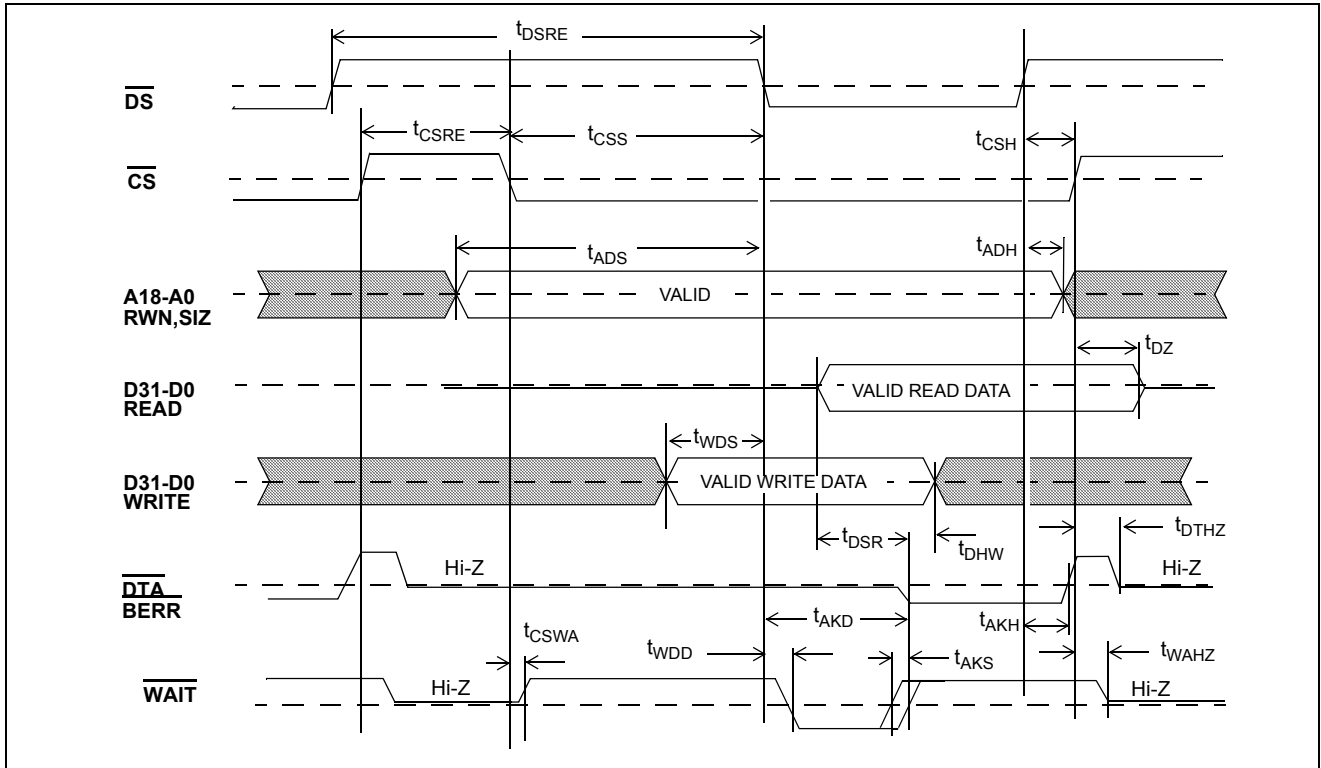 tDSRE
DS
tCSRE
tCSS
tCSH
CS
tADS
tADH
A18-A0
RWN,SIZ
VALID
tDZ
D31-D0
READ
VALID READ DATA
tWDS
D31-D0
WRITE
VALID WRITE DATA
tDSR
tDHW
tDTHZ
DTA
BERR
Hi-Z
Hi-Z
tAKD
tAKH
tCSWA
tWDD
tAKS
tWAHZ
WAIT
Hi-Z
Hi-Z